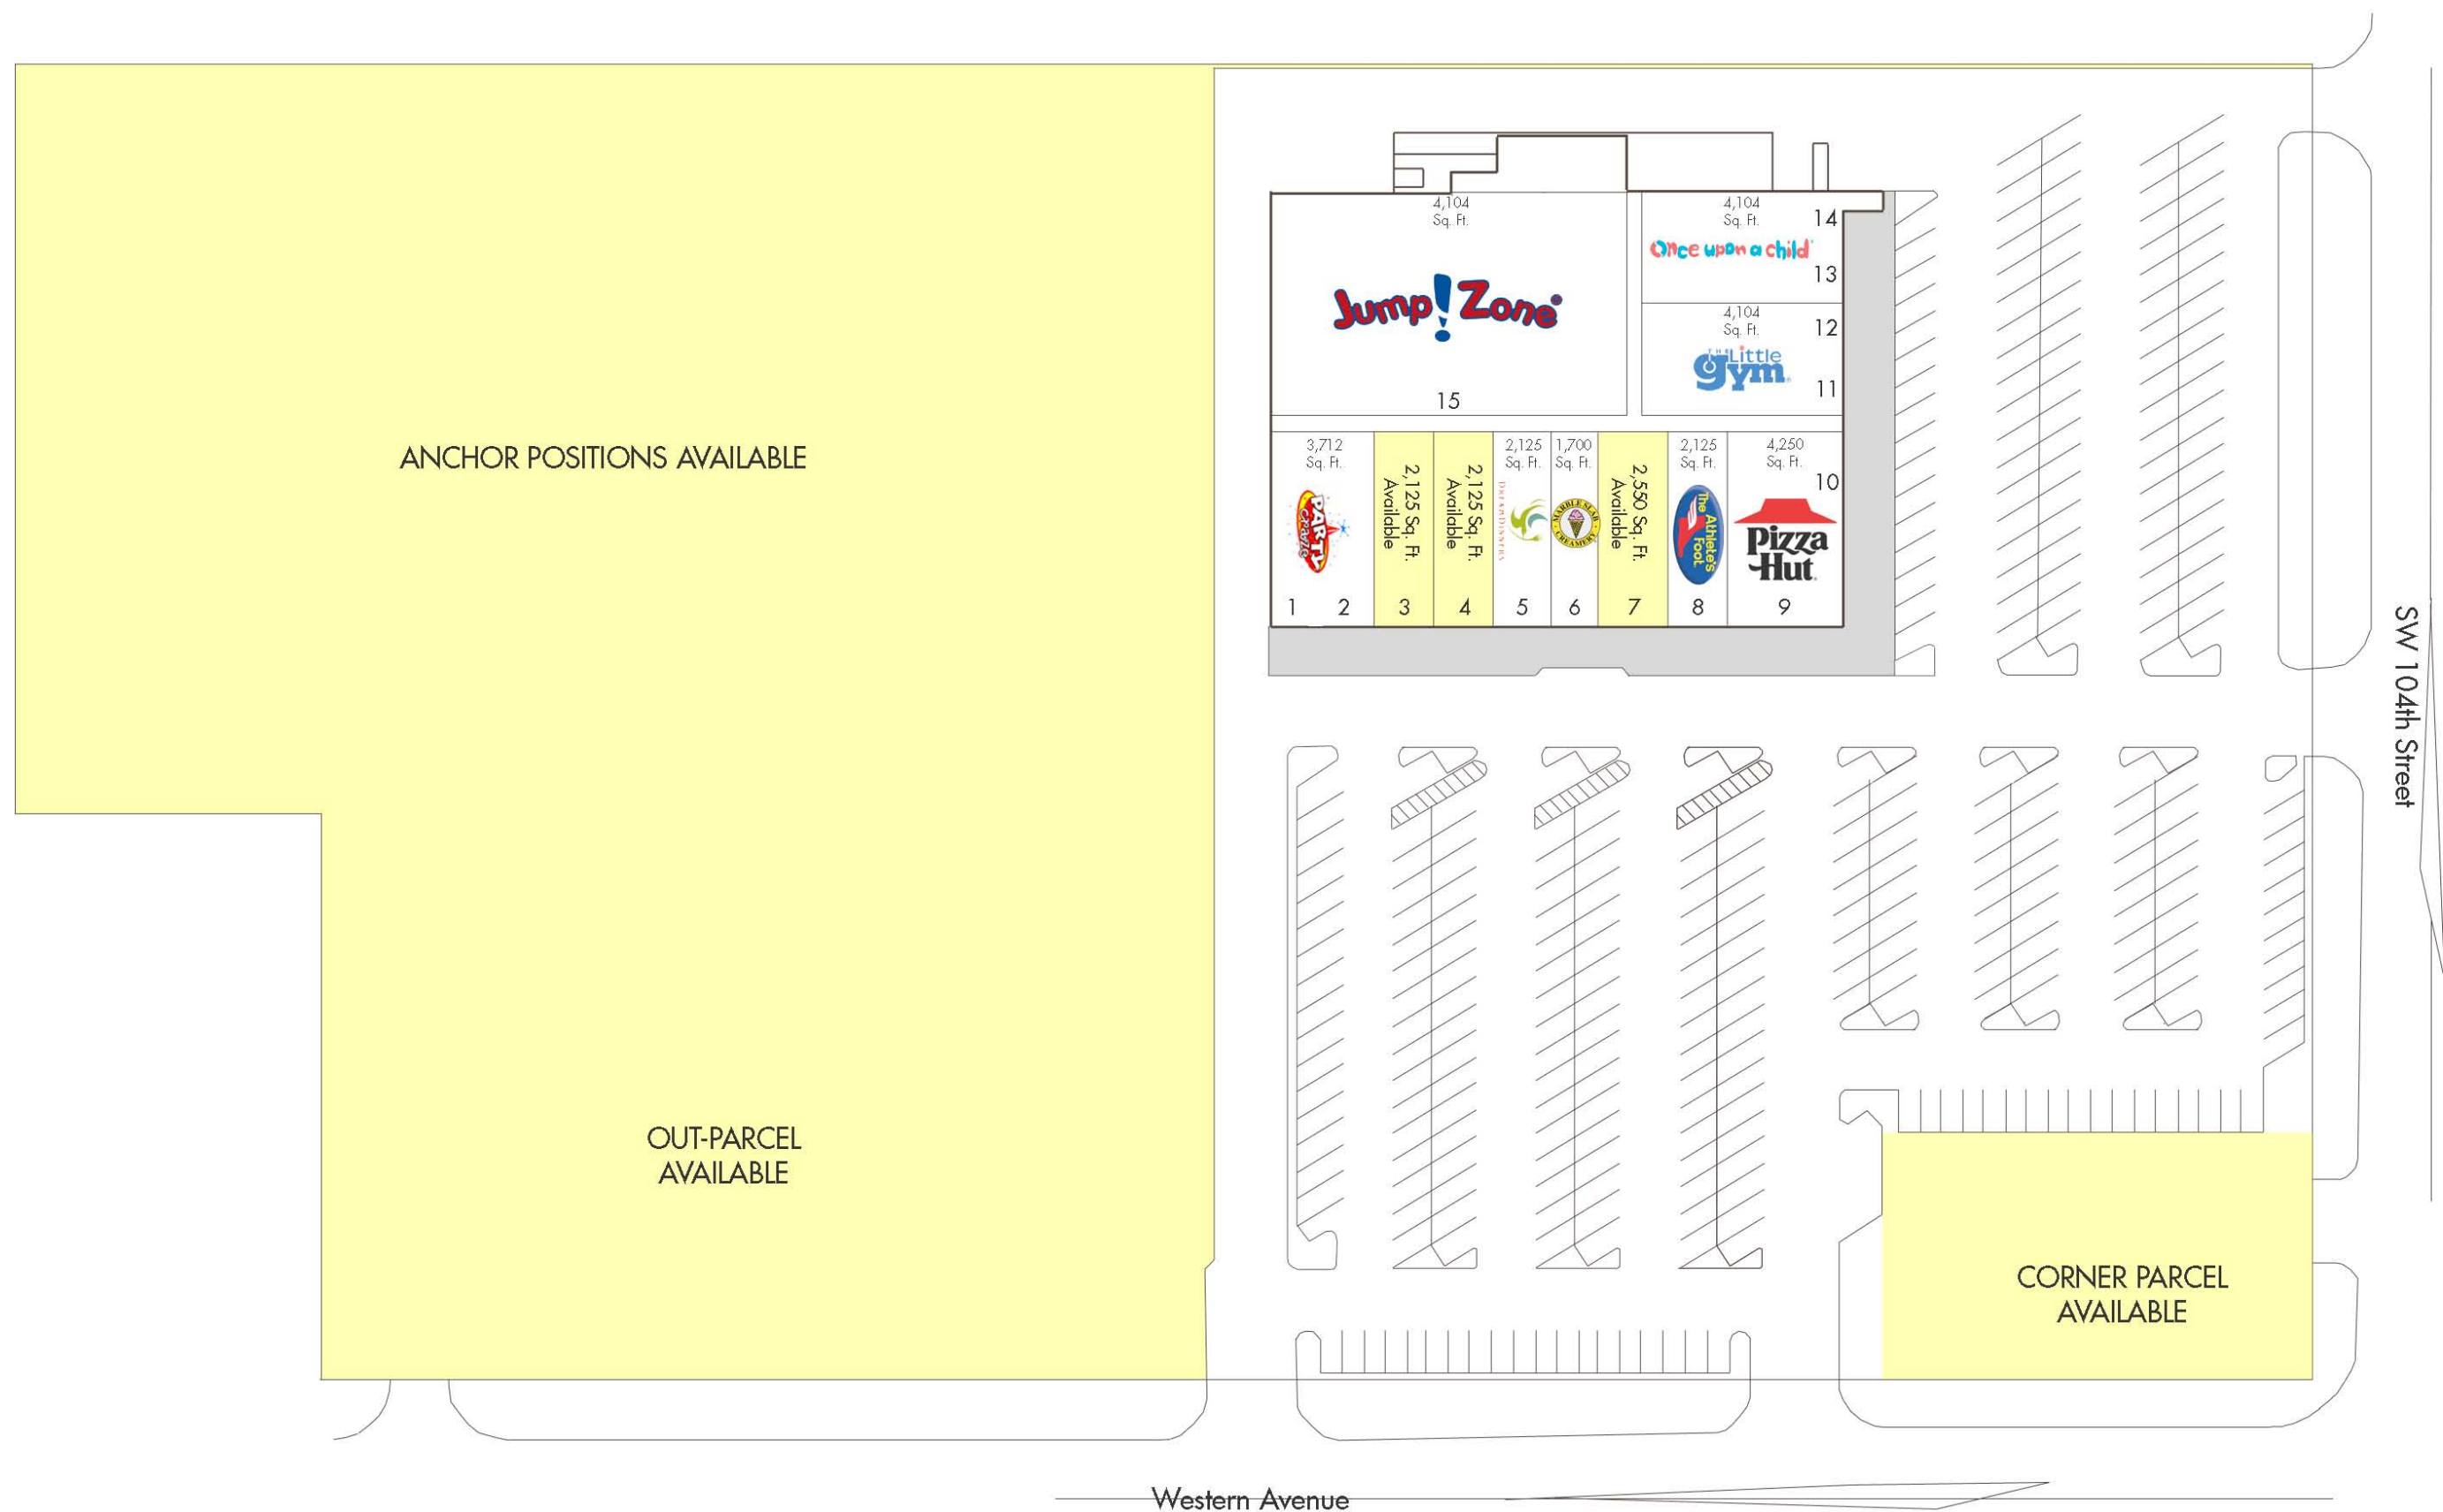 4,104
Sq. Ft.
Jump!Zone
15
4,104
Sq. Ft.
14
Once upon a child
13
4,104
Sq. Ft.
12
THE Little
gym
11
ANCHOR POSITIONS AVAILABLE
3,712
Sq. Ft.
PARTY
GALAXY
1
2
2,125 Sq. Ft.
Available
3
2,125 Sq. Ft.
Available
4
2,125
Sq. Ft.
DREAM DINNERS
5
1,700
Sq. Ft.
MARBLE SLAB
CREAMERY
6
2,550 Sq. Ft.
Available
7
2,125
Sq. Ft.
The Athlete's
Foot
8
4,250
Sq. Ft.
10
Pizza
Hut
9
SW 104th Street
OUT-PARCEL
AVAILABLE
CORNER PARCEL
AVAILABLE
Western Avenue